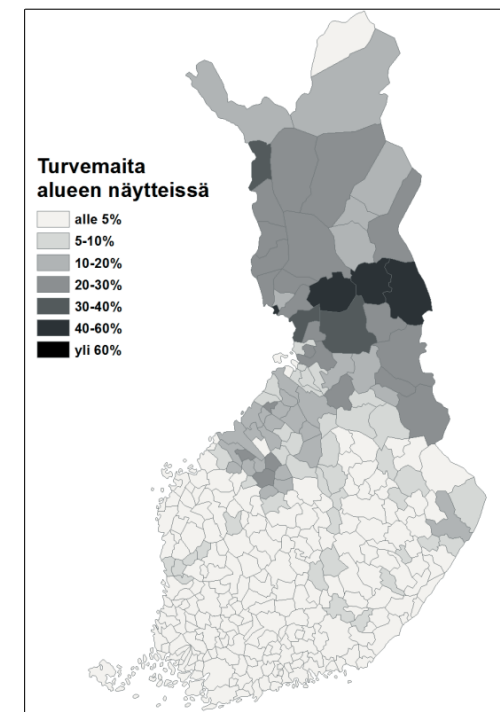 Turvemaita
alueen näytteissä
alle 5%
5-10%
10-20%
20-30%
30-40%
40-60%
yli 60%